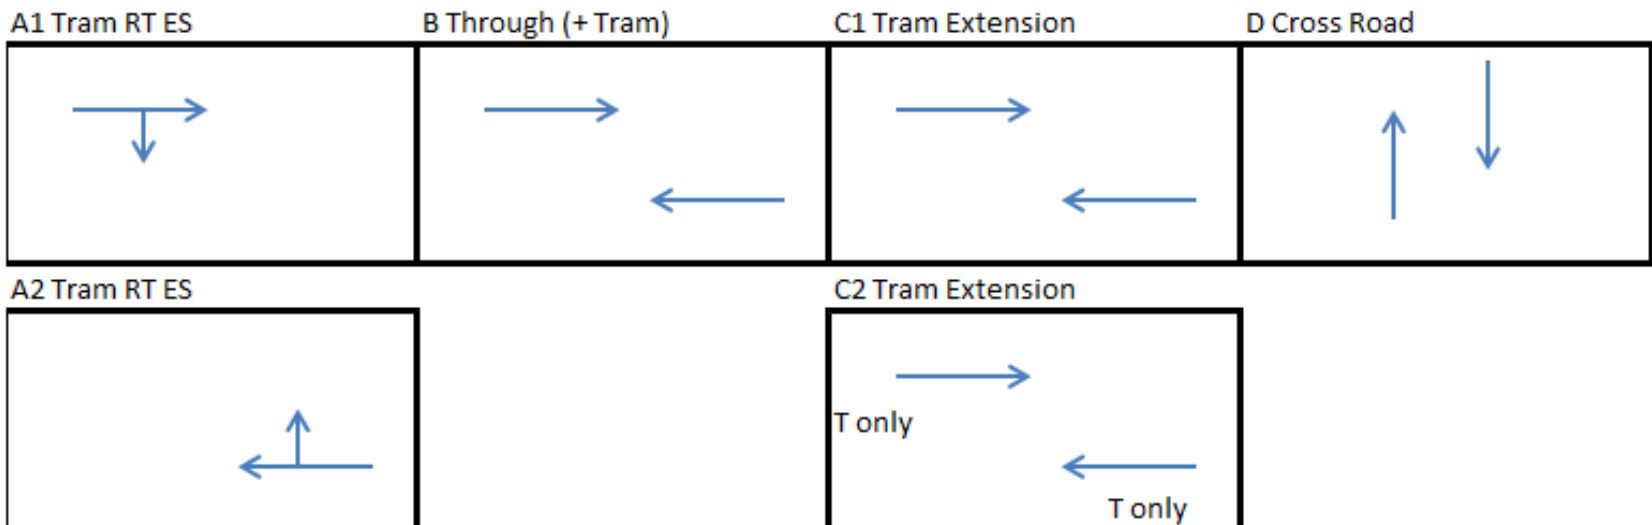 A1 Tram RT ES
B Through (+ Tram)
C1 Tram Extension
D Cross Road
A2 Tram RT ES
C2 Tram Extension
T only
T only